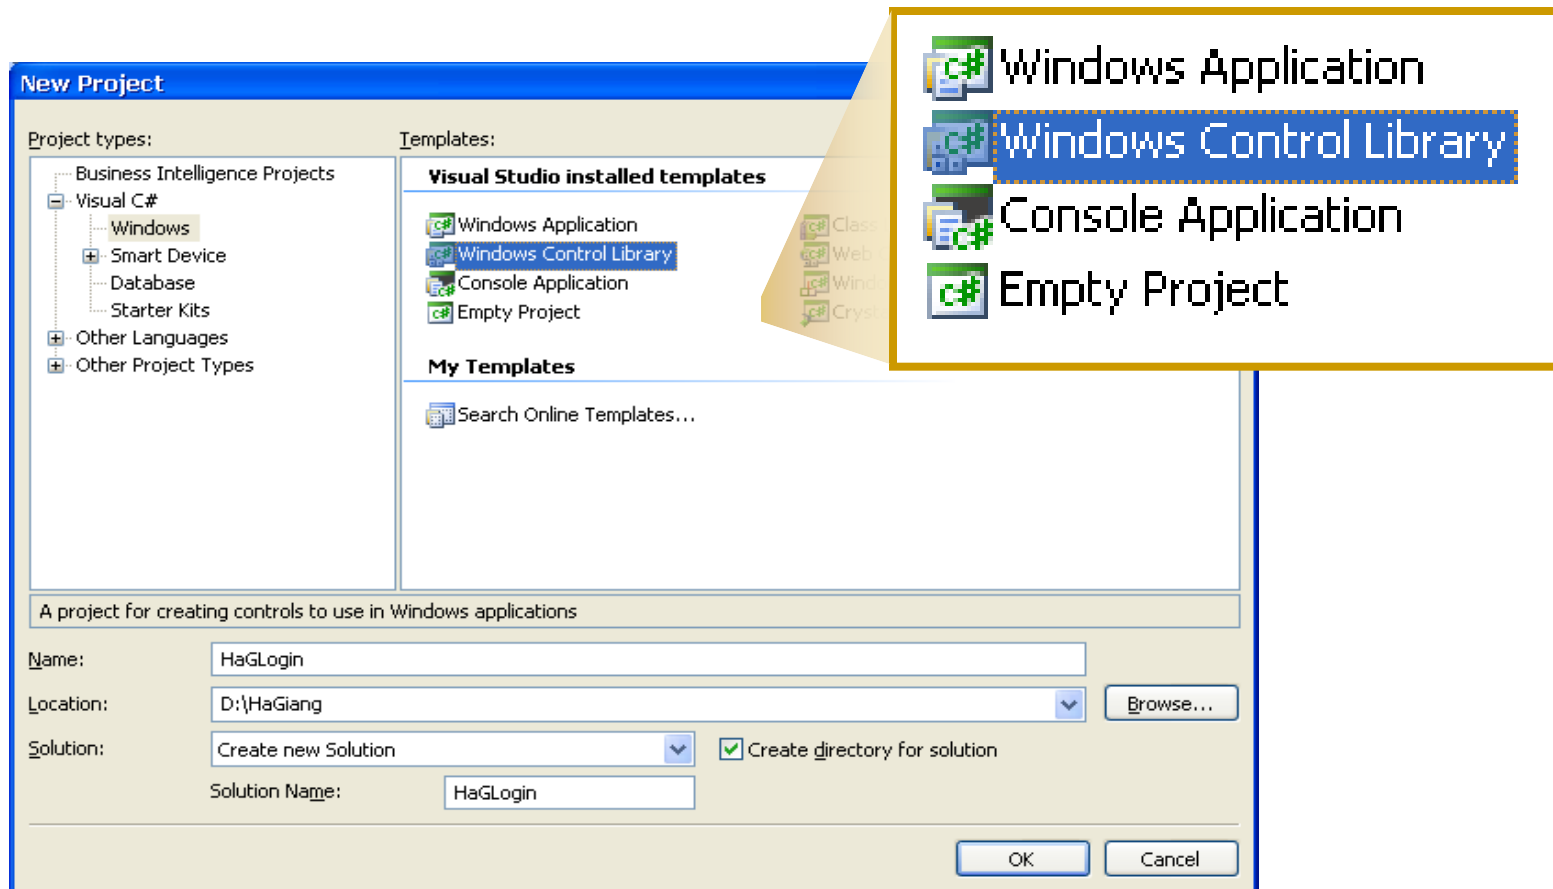 New Project
Project types:
Business Intelligence Projects
Visual C#
Windows
Smart Device
Database
Starter Kits
Other Languages
Other Project Types
Templates:
Visual Studio installed templates
Windows Application
Windows Control Library
Console Application
Empty Project
Class
Web
My Templates
Search Online Templates...
Windows Application
Windows Control Library
Console Application
Empty Project
A project for creating controls to use in Windows applications
Name:
HaGLogin
Location:
D:\HaGiang
Browse...
Solution:
Create new Solution
Create directory for solution
Solution Name:
HaGLogin
OK
Cancel